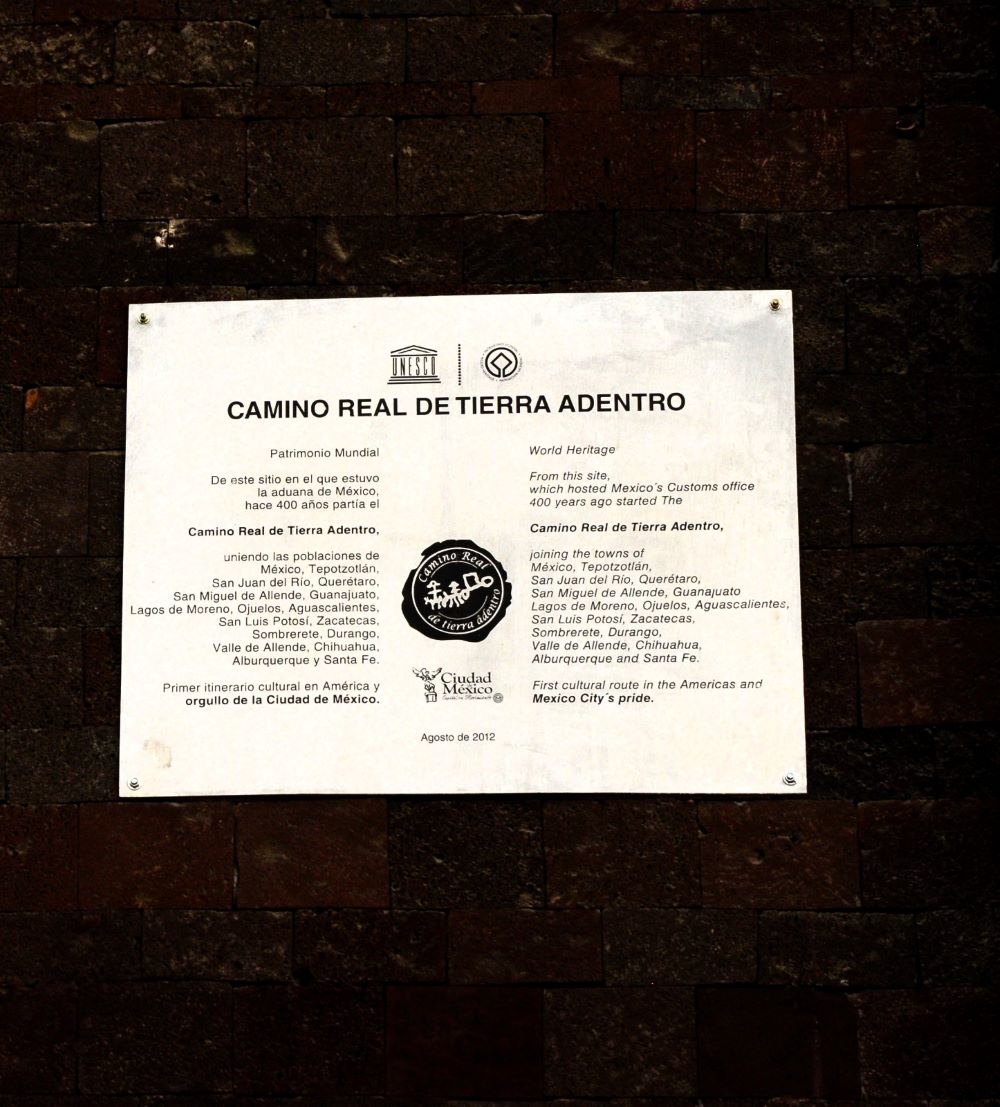 UNESCO
CAMINO REAL DE TIERRA ADENTRO
Patrimonio Mundial
De este sitio en el que estuvo
la aduana de México,
hace 400 años partía el
Camino Real de Tierra Adentro,
uniendo las poblaciones de
México, Tepotzotlán,
San Juan del Río, Querétaro,
San Miguel de Allende, Guanajuato,
Lagos de Moreno, Ojuelos, Aguascalientes,
San Luis Potosí, Zacatecas,
Sombrerete, Durango,
Valle de Allende, Chihuahua,
Alburquerque y Santa Fe.
Primer itinerario cultural en América y
orgullo de la Ciudad de México.
World Heritage
From this site,
which hosted Mexico´s Customs office
400 years ago started The
Camino Real de Tierra Adentro,
joining the towns of
México, Tepotzotlán,
San Juan del Río, Querétaro,
San Miguel de Allende, Guanajuato
Lagos de Moreno, Ojuelos, Aguascalientes,
San Luis Potosí, Zacatecas,
Sombrerete, Durango,
Valle de Allende, Chihuahua,
Alburquerque and Santa Fe.
First cultural route in the Americas and
Mexico City´s pride.
Camino Real
de tierra adentro
Ciudad
México
Agosto de 2012